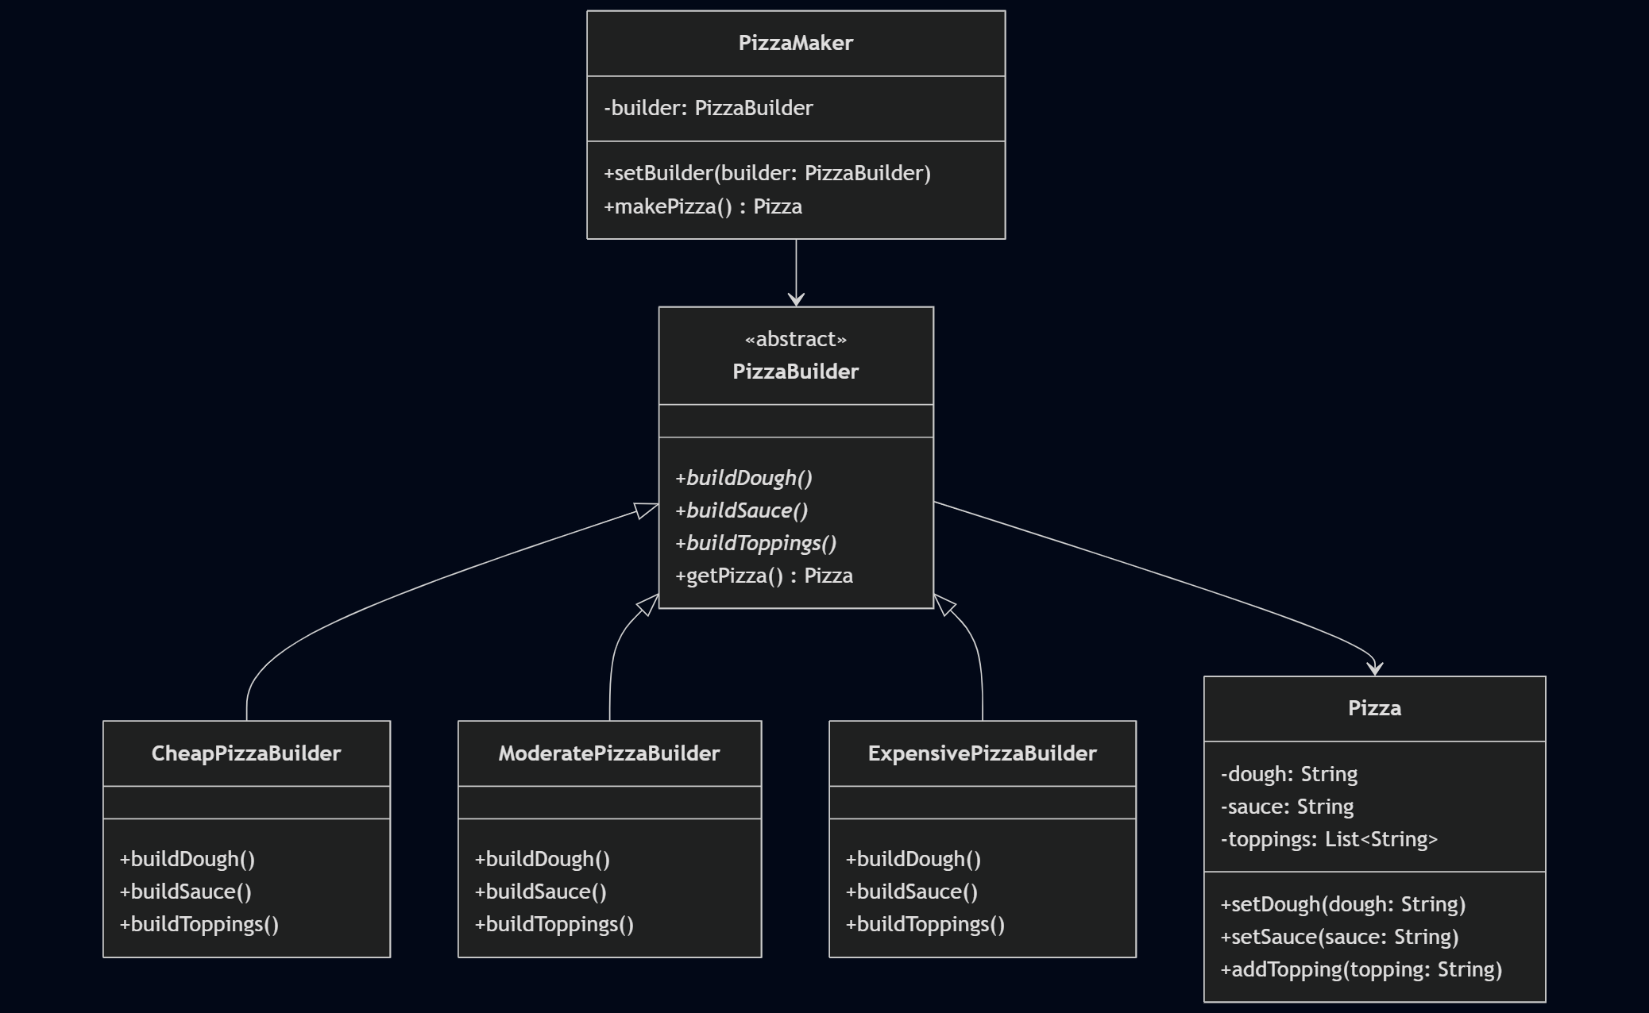 PizzaMaker
-builder: PizzaBuilder
+setBuilder(builder: PizzaBuilder)
+makePizza() : Pizza
«abstract»
PizzaBuilder
+buildDough()
+buildSauce()
+buildToppings()
+getPizza() : Pizza
CheapPizzaBuilder
+buildDough()
+buildSauce()
+buildToppings()
ModeratePizzaBuilder
+buildDough()
+buildSauce()
+buildToppings()
ExpensivePizzaBuilder
+buildDough()
+buildSauce()
+buildToppings()
Pizza
-dough: String
-sauce: String
-toppings: List<String>
+setDough(dough: String)
+setSauce(sauce: String)
+addTopping(topping: String)